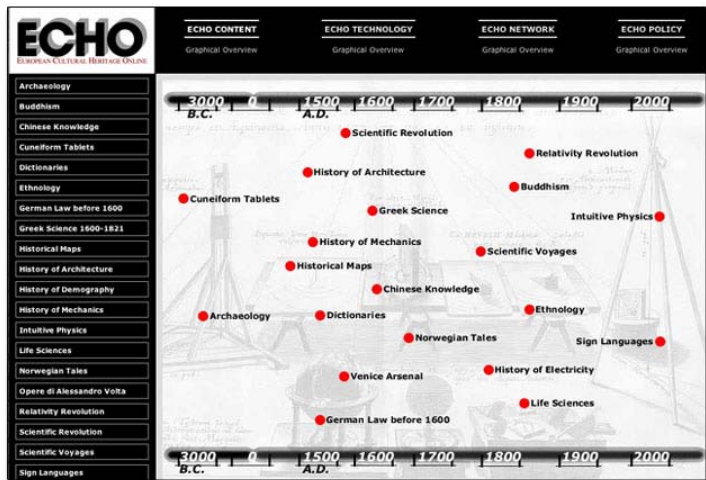 ECHO
EUROPEAN CULTURAL HERITAGE ONLINE
ECHO CONTENT
Graphical Overview
ECHO TECHNOLOGY
Graphical Overview
ECHO NETWORK
Graphical Overview
ECHO POLICY
Graphical Overview
Archaeology
Buddhism
Chinese Knowledge
Cuneiform Tablets
Dictionaries
Ethnology
German Law before 1600
Greek Science 1600-1821
Historical Maps
History of Architecture
History of Demography
History of Mechanics
Intuitive Physics
Life Sciences
Norwegian Tales
Opere di Alessandro Volta
Relativity Revolution
Scientific Revolution
Scientific Voyages
Sign Languages
3000 0 1500 1600 1700 1800 1900 2000
B.C. A.D.
Scientific Revolution
Relativity Revolution
History of Architecture
Buddhism
Cuneiform Tablets
Greek Science
Intuitive Physics
History of Mechanics
Scientific Voyages
Historical Maps
Chinese Knowledge
Archaeology
Dictionaries
Ethnology
Norwegian Tales
Sign Languages
Venice Arsenal
History of Electricity
Life Sciences
German Law before 1600
3000 0 1500 1600 1700 1800 1900 2000
B.C. A.D.